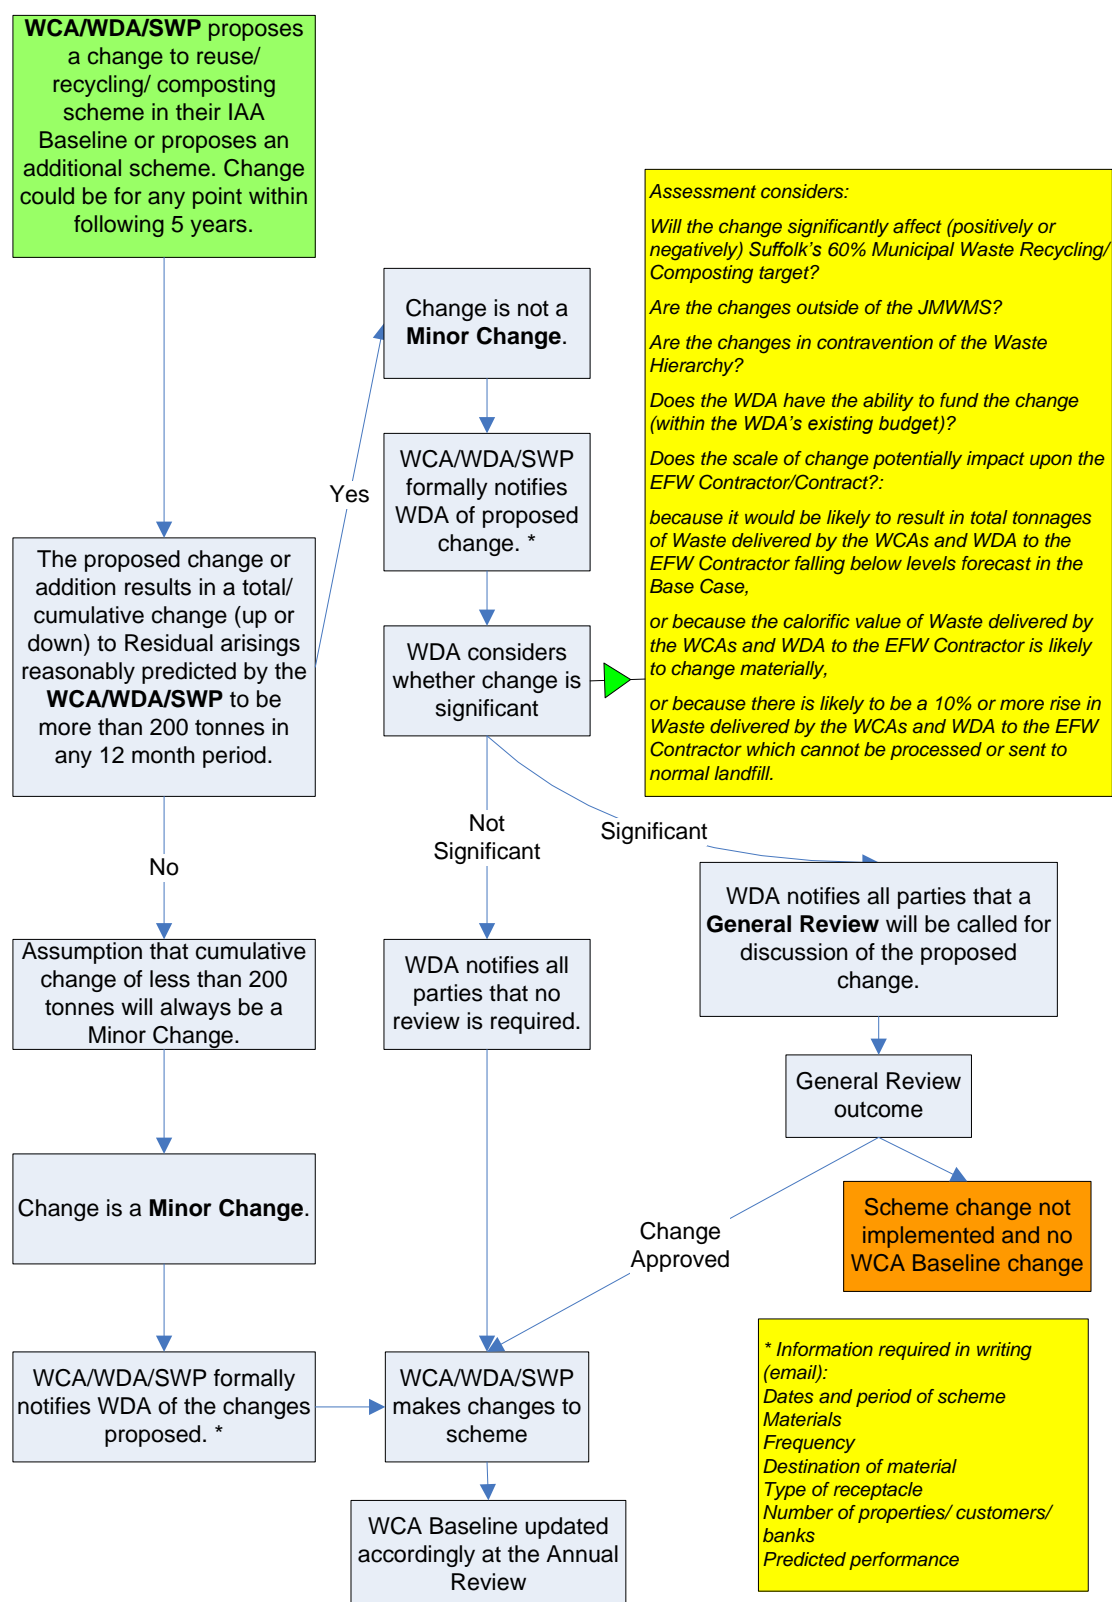 WCA/WDA/SWP proposes
a change to reuse/
recycling/ composting
scheme in their IAA
Baseline or proposes an
additional scheme. Change
could be for any point within
following 5 years.
Change is not a
Minor Change.
Yes
WCA/WDA/SWP
formally notifies
WDA of proposed
change. *
The proposed change or
addition results in a total/
cumulative change (up or
down) to Residual arisings
reasonably predicted by the
WCA/WDA/SWP to be
more than 200 tonnes in
any 12 month period.
WDA considers
whether change is
significant
Assessment considers:
Will the change significantly affect (positively or
negatively) Suffolk's 60% Municipal Waste Recycling/
Composting target?
Are the changes outside of the JMWMS?
Are the changes in contravention of the Waste
Hierarchy?
Does the WDA have the ability to fund the change
(within the WDA's existing budget)?
Does the scale of change potentially impact upon the
EFW Contractor/Contract?:
because it would be likely to result in total tonnages
of Waste delivered by the WCAs and WDA to the
EFW Contractor falling below levels forecast in the
Base Case,
or because the calorific value of Waste delivered by
the WCAs and WDA to the EFW Contractor is likely
to change materially,
or because there is likely to be a 10% or more rise in
Waste delivered by the WCAs and WDA to the EFW
Contractor which cannot be processed or sent to
normal landfill.
No
Not
Significant
Significant
Assumption that cumulative
change of less than 200
tonnes will always be a
Minor Change.
WDA notifies all
parties that no
review is required.
WDA notifies all parties that a
General Review will be called for
discussion of the proposed
change.
General Review
outcome
Change is a Minor Change.
Change
Approved
Scheme change not
implemented and no
WCA Baseline change
WCA/WDA/SWP formally
notifies WDA of the changes
proposed. *
WCA/WDA/SWP
makes changes to
scheme
WCA Baseline updated
accordingly at the Annual
Review
* Information required in writing
(email):
Dates and period of scheme
Materials
Frequency
Destination of material
Type of receptacle
Number of properties/ customers/
banks
Predicted performance